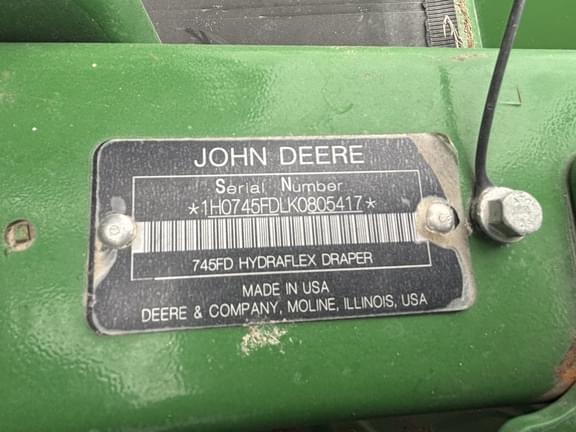 JOHN DEERE
Serial Number
*1H0745FDLK0805417*
745FD HYDRAFLEX DRAPER
MADE IN USA
DEERE & COMPANY, MOLINE, ILLINOIS, USA